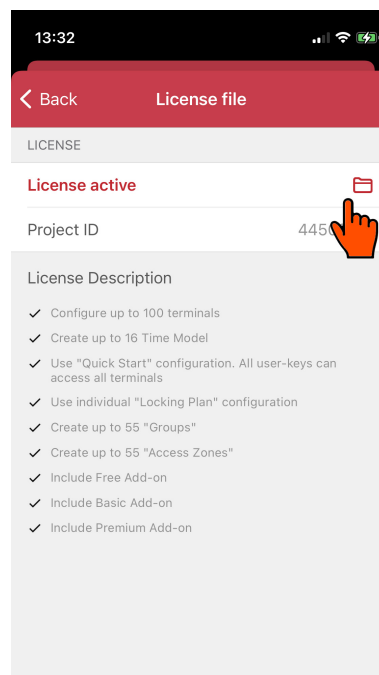 13:32
Back
License file
LICENSE
License active
Project ID
License Description
Configure up to 100 terminals
Create up to 16 Time Model
Use "Quick Start" configuration. All user-keys can
access all terminals
Use individual "Locking Plan" configuration
Create up to 55 "Groups"
Create up to 55 "Access Zones"
Include Free Add-on
Include Basic Add-on
Include Premium Add-on